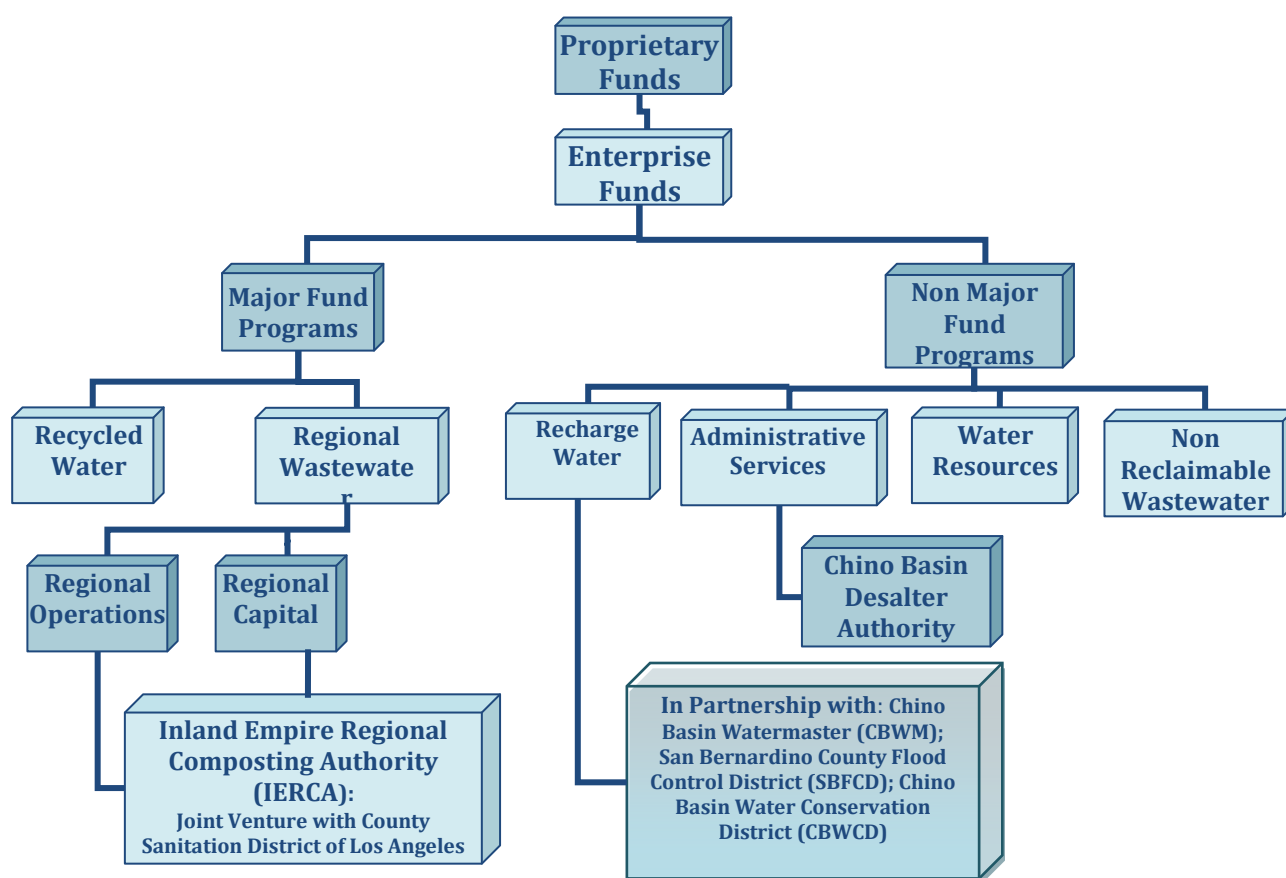 Proprietary
Funds
Enterprise
Funds
Major Fund
Programs
Non Major
Fund
Programs
Recycled
Water
Regional
Wastewate
r
Recharge
Water
Administrative
Services
Water
Resources
Non
Reclaimable
Wastewater
Regional
Operations
Regional
Capital
Chino Basin
Desalter
Authority
Inland Empire Regional
Composting Authority
(IERCA):
Joint Venture with County
Sanitation District of Los Angeles
In Partnership with: Chino
Basin Watermaster (CBWM);
San Bernardino County Flood
Control District (SBFCD); Chino
Basin Water Conservation
District (CBWCD)